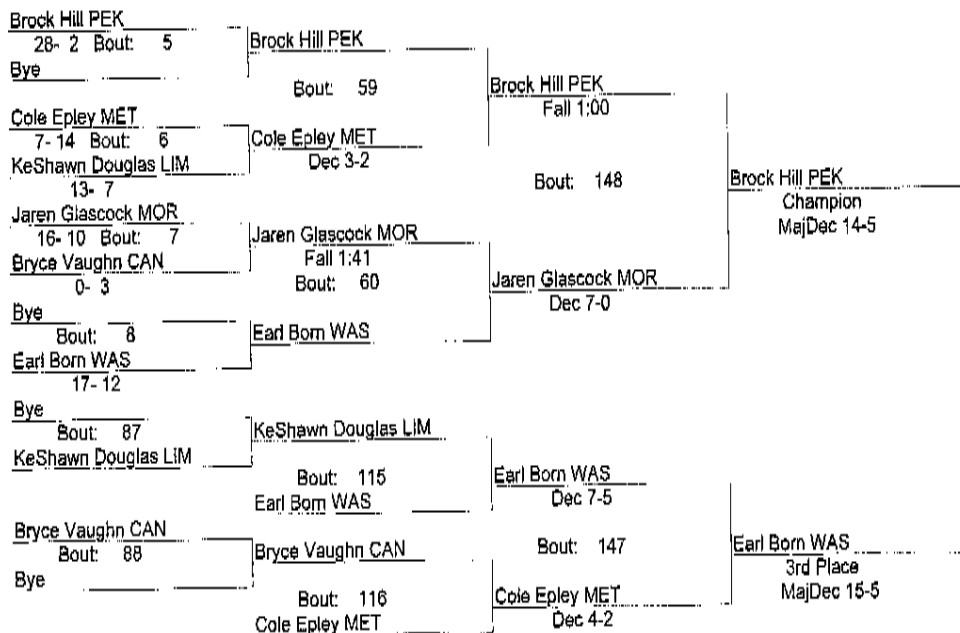 Brock Hill PEK
28- 2 Bout: 5
Bye
Brock Hill PEK
Bout: 59
Cole Epley MET
7- 14 Bout: 6
KeShawn Douglas LIM
13- 7
Cole Epley MET
Dec 3-2
Brock Hill PEK
Fall 1:00
Bout: 148
Jaren Glascock MOR
16- 10 Bout: 7
Bryce Vaughn CAN
0- 3
Jaren Glascock MOR
Fall 1:41
Bout: 60
Bye
Bout: 8
Earl Born WAS
17- 12
Earl Born WAS
Jaren Glascock MOR
Dec 7-0
Brock Hill PEK
Champion
MajDec 14-5
Bye
Bout: 87
KeShawn Douglas LIM
KeShawn Douglas LIM
Bout: 115
Earl Born WAS
Earl Born WAS
Dec 7-5
Bout: 147
Bryce Vaughn CAN
Bout: 88
Bye
Bryce Vaughn CAN
Bout: 116
Cole Epley MET
Cole Epley MET
Dec 4-2
Earl Born WAS
3rd Place
MajDec 15-5